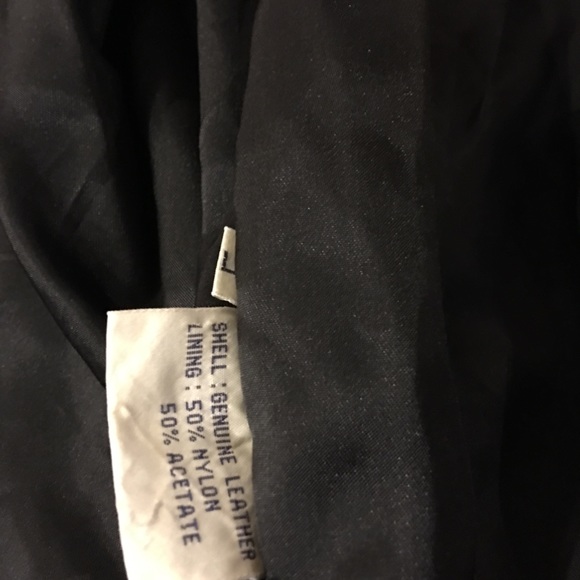 SHELL : GENUINE LEATHER
LINING : 50% NYLON
50% ACETATE